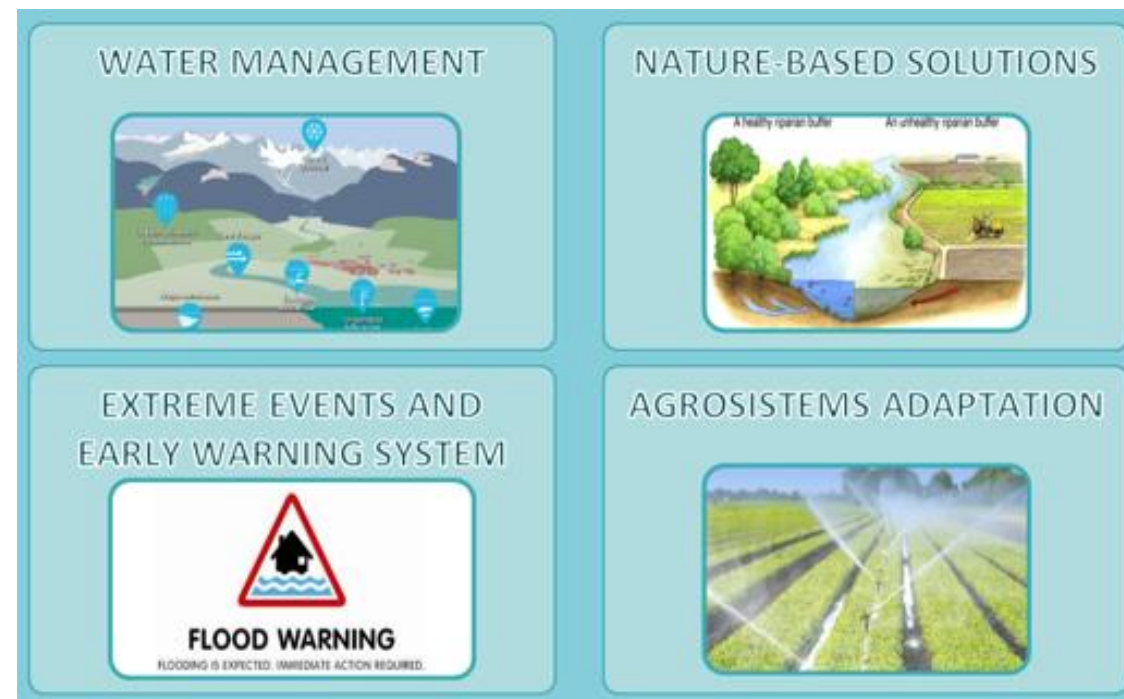 WATER MANAGEMENT
NATURE-BASED SOLUTIONS
A healthy riparian buffer
An unhealthy riparian buffer
EXTREME EVENTS AND
EARLY WARNING SYSTEM
FLOOD WARNING
FLOODING IS EXPECTED. IMMEDIATE ACTION REQUIRED.
AGROSISTEMS ADAPTATION